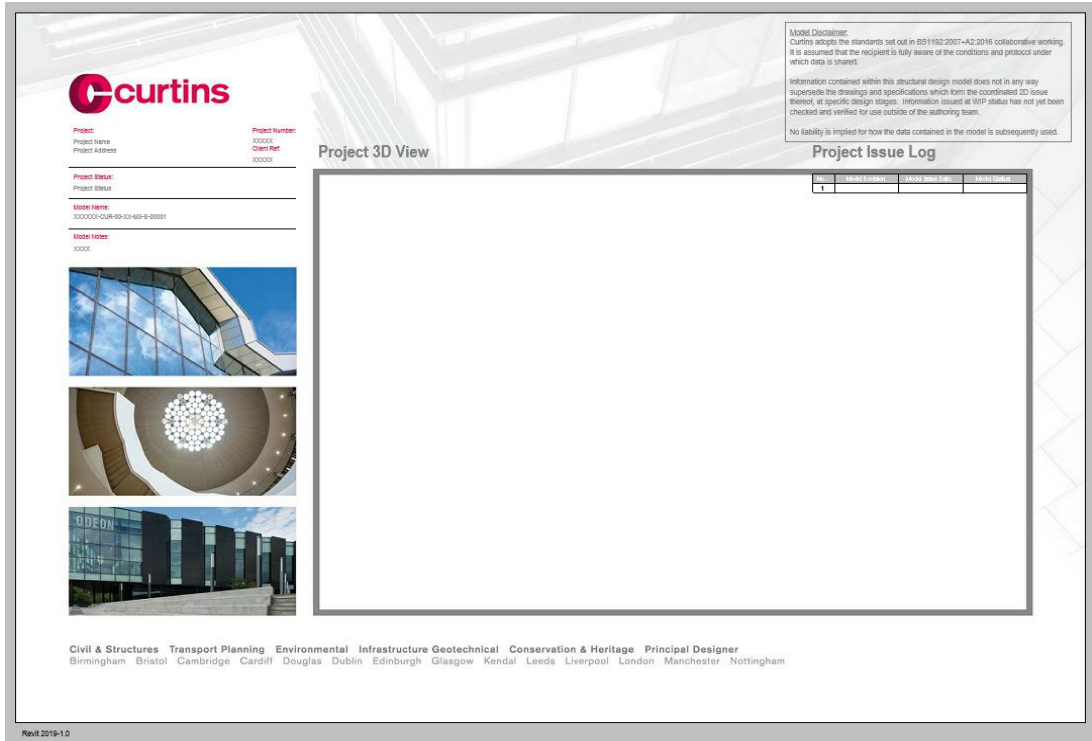 Model Disclaimer:
Curtins adopts the standards set out in BS1192:2007+A2:2016 collaborative working.
It is assumed that the recipient is fully aware of the conditions and protocol under
which data is shared.
Information contained within this structural design model does not in any way
supersede the drawings and specifications which form the coordinated 2D issue
thereof, at specific design stages. Information issued at WIP status has not yet been
checked and verified for use outside of the authoring team.
No liability is implied for how the data contained in the model is subsequently used.
curtins
Project:
Project Name
Project Address
Project Number:
XXXXX
Client Ref:
XXXXX
Project Status:
Project Status
Model Name:
XXXXXX-CUR-00-XX-M3-S-00001
Model Notes:
XXXX
Project 3D View
Project Issue Log
No. Model Revision Model Issue Date Model Status
1
ODEON
Civil & Structures Transport Planning Environmental Infrastructure Geotechnical Conservation & Heritage Principal Designer
Birmingham Bristol Cambridge Cardiff Douglas Dublin Edinburgh Glasgow Kendal Leeds Liverpool London Manchester Nottingham
Revit 2019-1.0